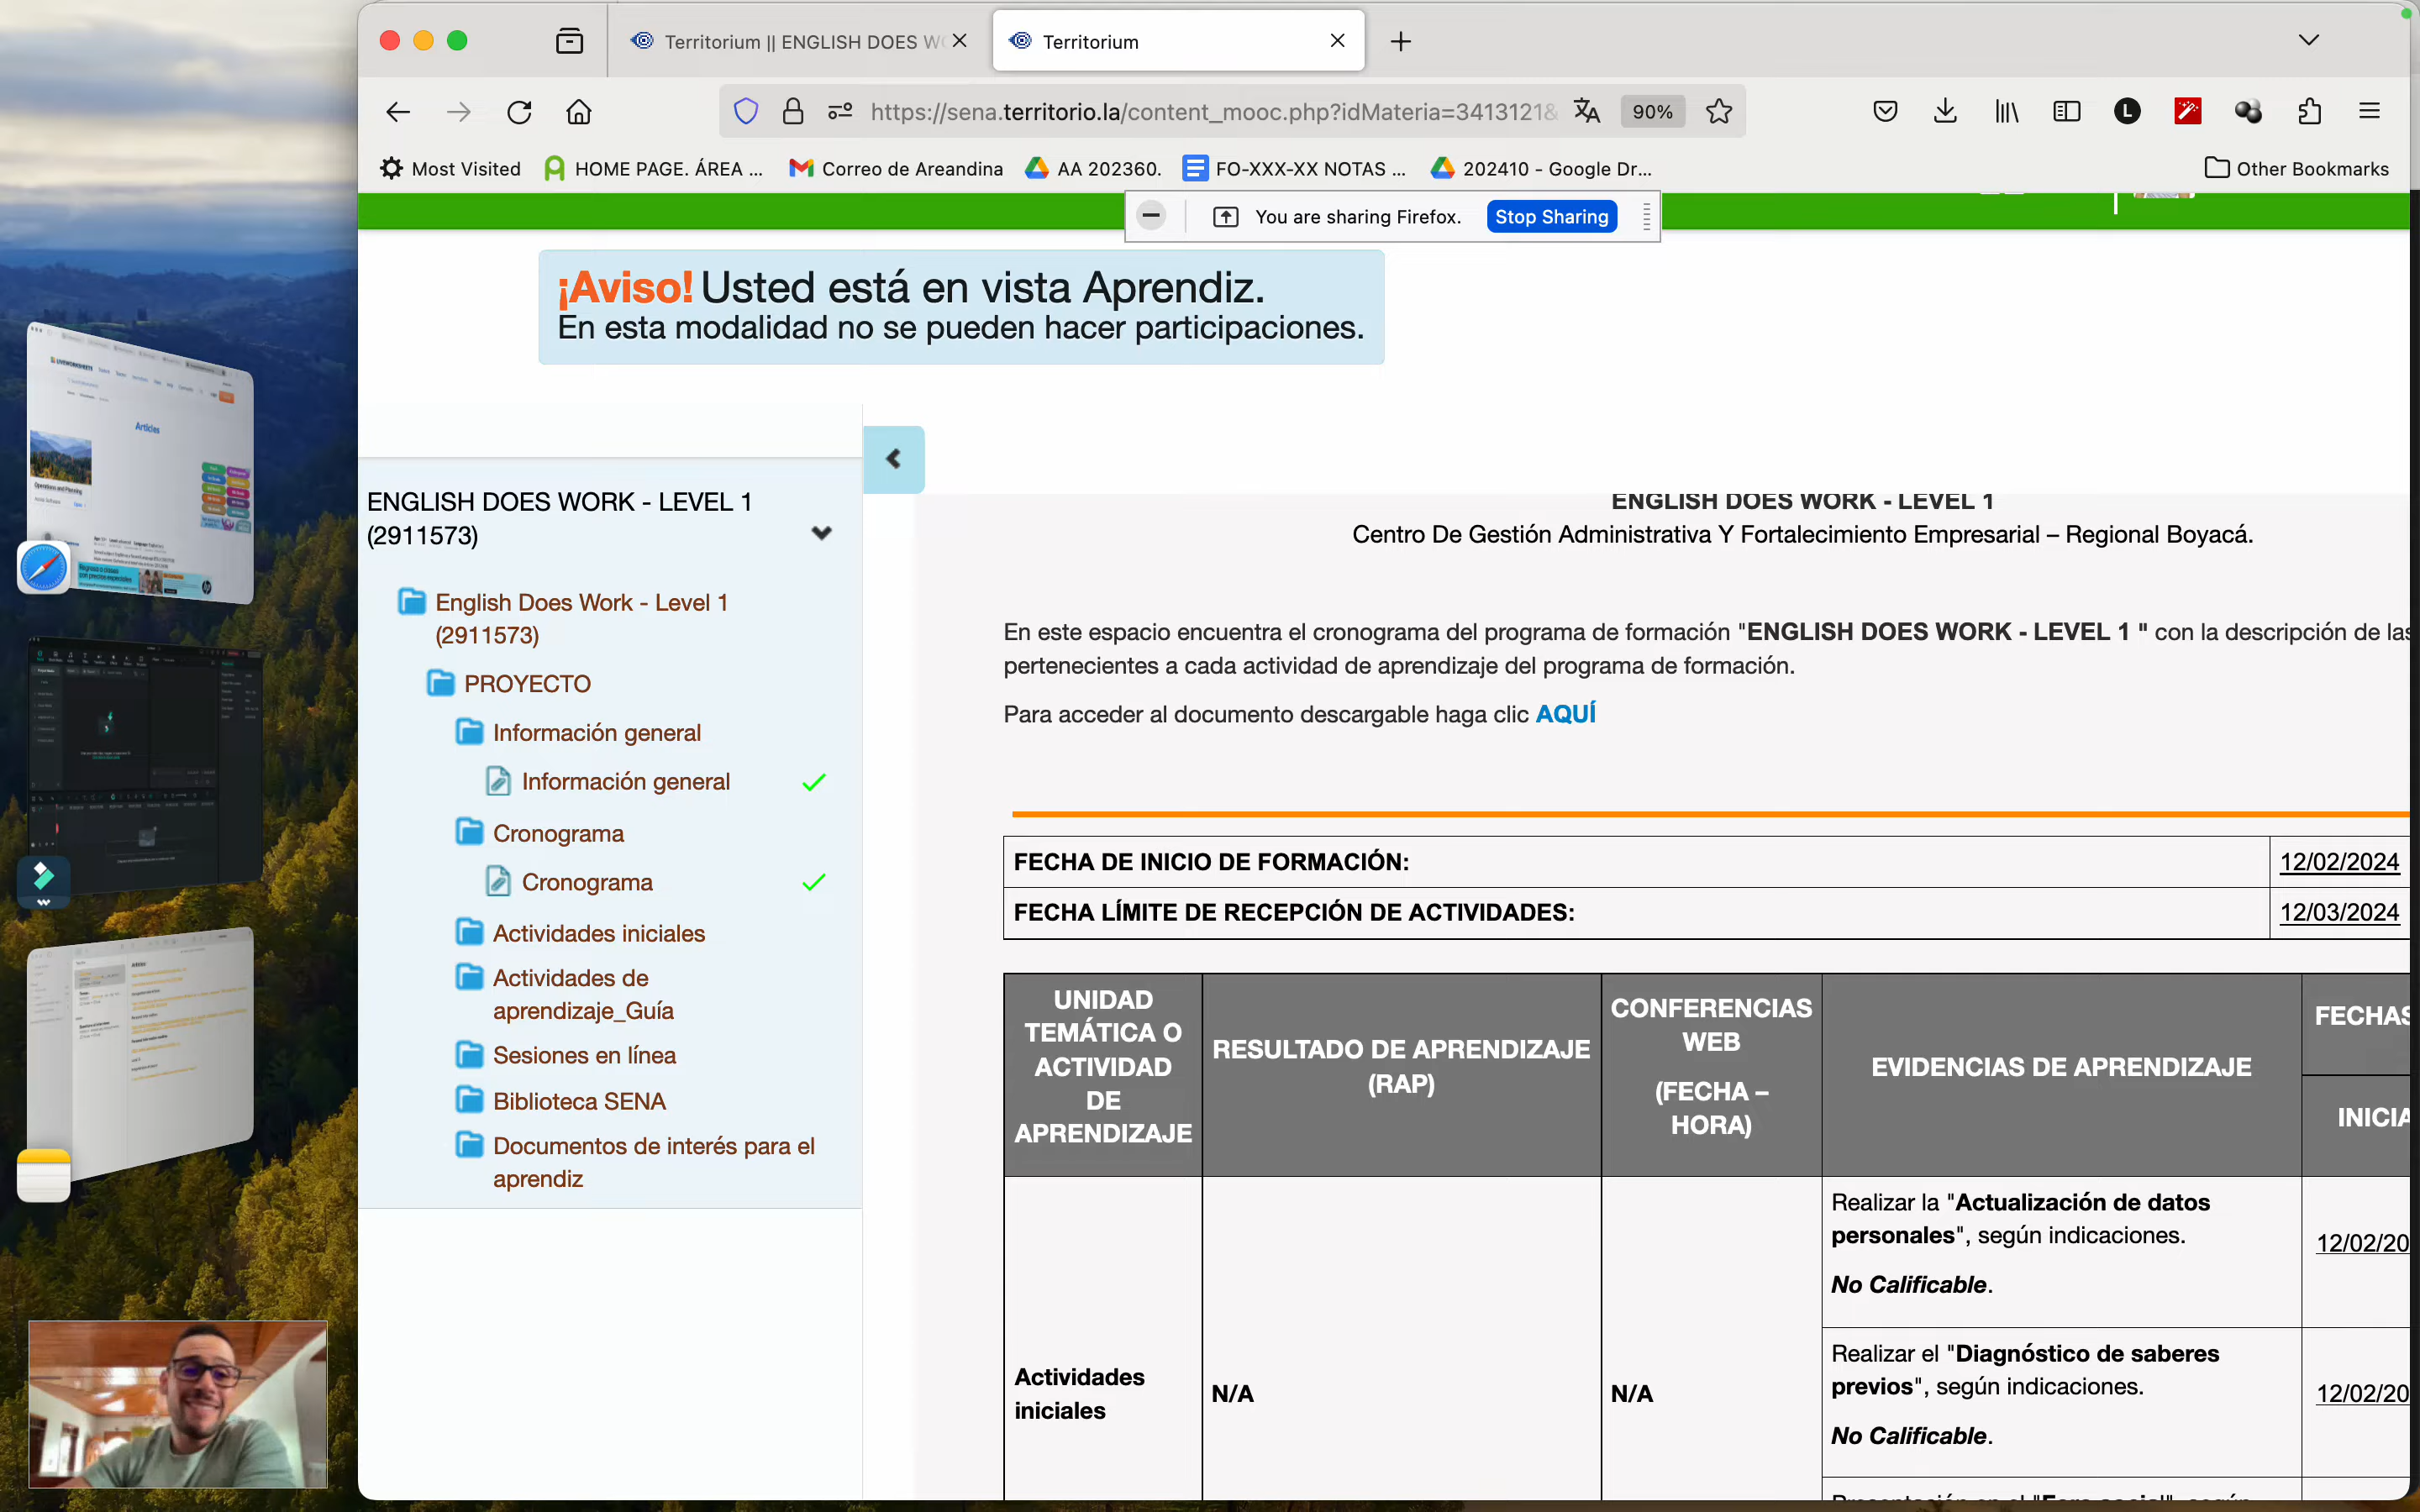 Territorium || ENGLISH DOES WO
Territorium
https://sena.territorio.la/content_mooc.php?idMateria=3413121&
90%
L
Most Visited
HOME PAGE. ÁREA ...
Correo de Areandina
AA 202360.
FO-XXX-XX NOTAS ...
202410 - Google Dr...
Other Bookmarks
You are sharing Firefox.
Stop Sharing
¡Aviso! Usted está en vista Aprendiz.
En esta modalidad no se pueden hacer participaciones.
ENGLISH DOES WORK - LEVEL 1
(2911573)
English Does Work - Level 1
(2911573)
PROYECTO
Información general
Información general
Cronograma
Cronograma
Actividades iniciales
Actividades de
aprendizaje_Guía
Sesiones en línea
Biblioteca SENA
Documentos de interés para el
aprendiz
ENGLISH DOES WORK - LEVEL 1
Centro De Gestión Administrativa Y Fortalecimiento Empresarial – Regional Boyacá.
En este espacio encuentra el cronograma del programa de formación "ENGLISH DOES WORK - LEVEL 1 " con la descripción de las
pertenecientes a cada actividad de aprendizaje del programa de formación.
Para acceder al documento descargable haga clic AQUÍ
FECHA DE INICIO DE FORMACIÓN:
12/02/2024
FECHA LÍMITE DE RECEPCIÓN DE ACTIVIDADES:
12/03/2024
UNIDAD
TEMÁTICA O
ACTIVIDAD
DE
APRENDIZAJE
RESULTADO DE APRENDIZAJE
(RAP)
CONFERENCIAS
WEB
(FECHA –
HORA)
EVIDENCIAS DE APRENDIZAJE
FECHAS
INICIA
Actividades
iniciales
N/A
N/A
Realizar la "Actualización de datos
personales", según indicaciones.
No Calificable.
12/02/20
Realizar el "Diagnóstico de saberes
previos", según indicaciones.
No Calificable.
12/02/20
Articles